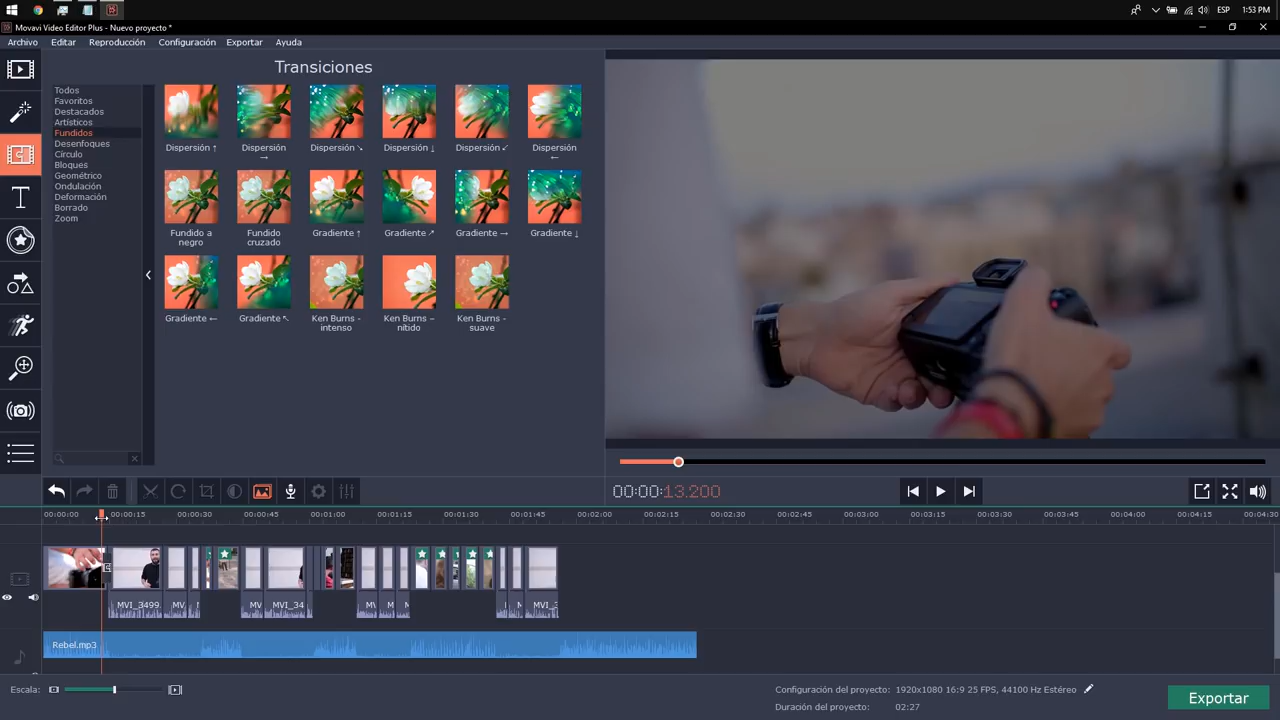 ESP 1:53 PM
Movavi Video Editor Plus - Nuevo proyecto *
Archivo Editar Reproducción Configuración Exportar Ayuda
Transiciones
Todos
Favoritos
Destacados
Artísticos
Fundidos
Desenfoques
Círculo
Bloques
Geométrico
Ondulación
Deformación
Borrado
Zoom
Dispersión ↑
Dispersión →
Dispersión ↘
Dispersión ↓
Dispersión ↙
Dispersión ←
Fundido a negro
Fundido cruzado
Gradiente ↑
Gradiente ↗
Gradiente →
Gradiente ↓
Gradiente ←
Gradiente ↖
Ken Burns - intenso
Ken Burns – nítido
Ken Burns - suave
00:00:13.200
00:00:00 00:00:15 00:00:30 00:00:45 00:01:00 00:01:15 00:01:30 00:01:45 00:02:00 00:02:15 00:02:30 00:02:45 00:03:00 00:03:15 00:03:30 00:03:45 00:04:00 00:04:15 00:04:30
MVI_3499. MV MV MVI_34 MV M M MVI_3
Rebel.mp3
Escala:
Configuración del proyecto: 1920x1080 16:9 25 FPS, 44100 Hz Estéreo
Duración del proyecto: 02:27
Exportar